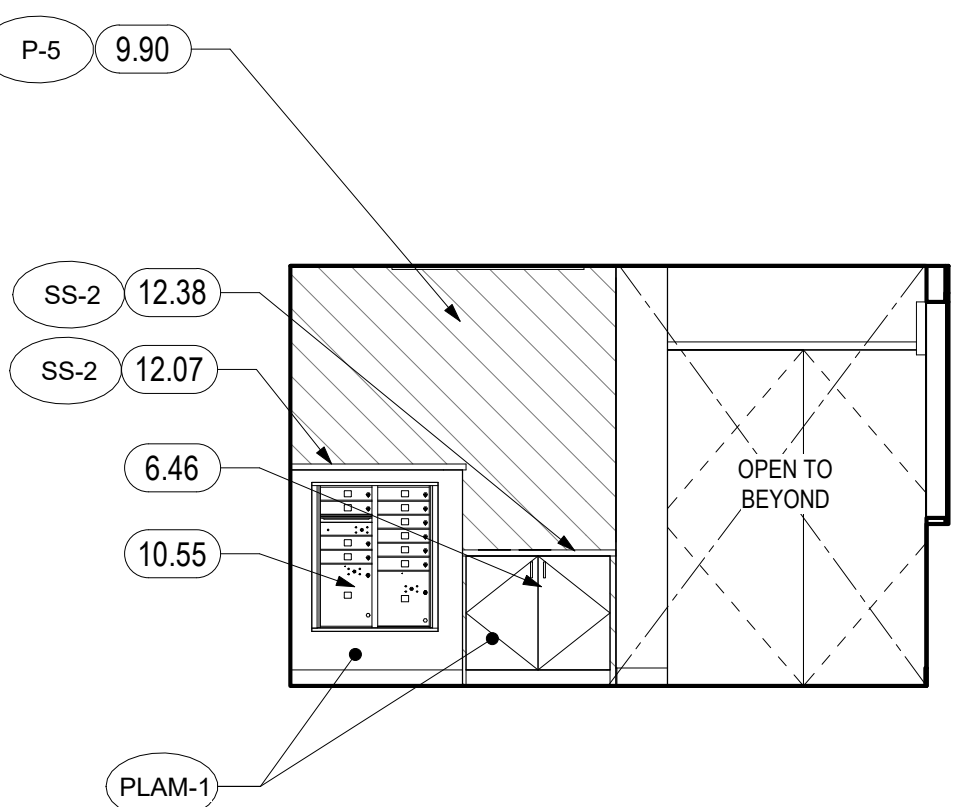 P-5 9.90
SS-2 12.38
SS-2 12.07
6.46
10.55
OPEN TO
BEYOND
PLAM-1